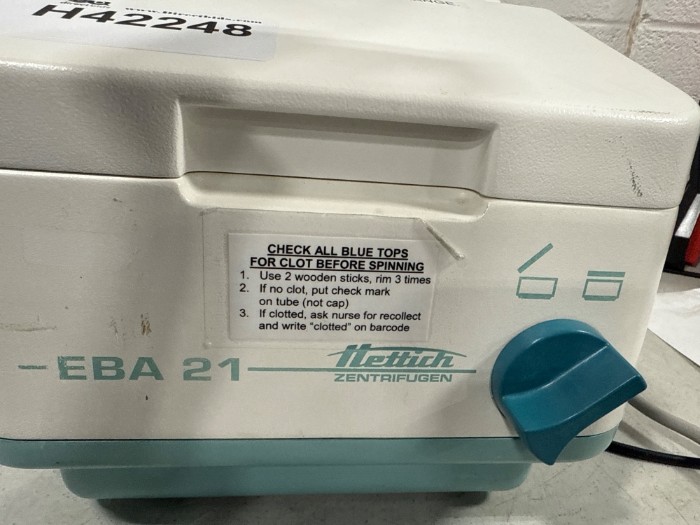 H42248
CHECK ALL BLUE TOPS
FOR CLOT BEFORE SPINNING
1. Use 2 wooden sticks, rim 3 times
2. If no clot, put check mark
on tube (not cap)
3. If clotted, ask nurse for recollect
and write "clotted" on barcode
EBA 21
Hettich
ZENTRIFUGEN